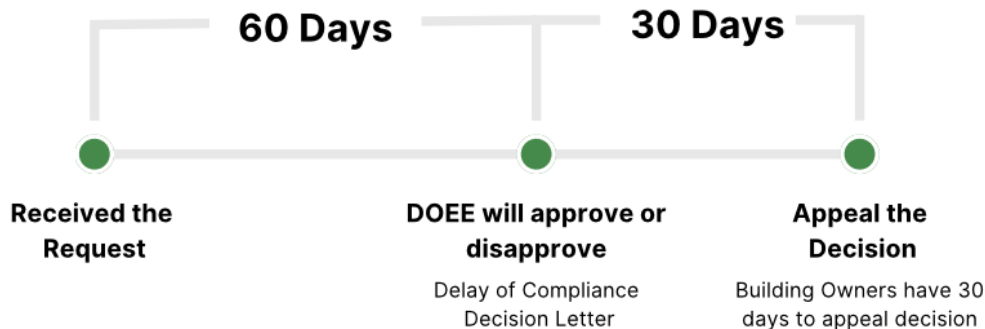 60 Days
30 Days
Received the
Request
DOEE will approve or
disapprove
Delay of Compliance
Decision Letter
Appeal the
Decision
Building Owners have 30
days to appeal decision